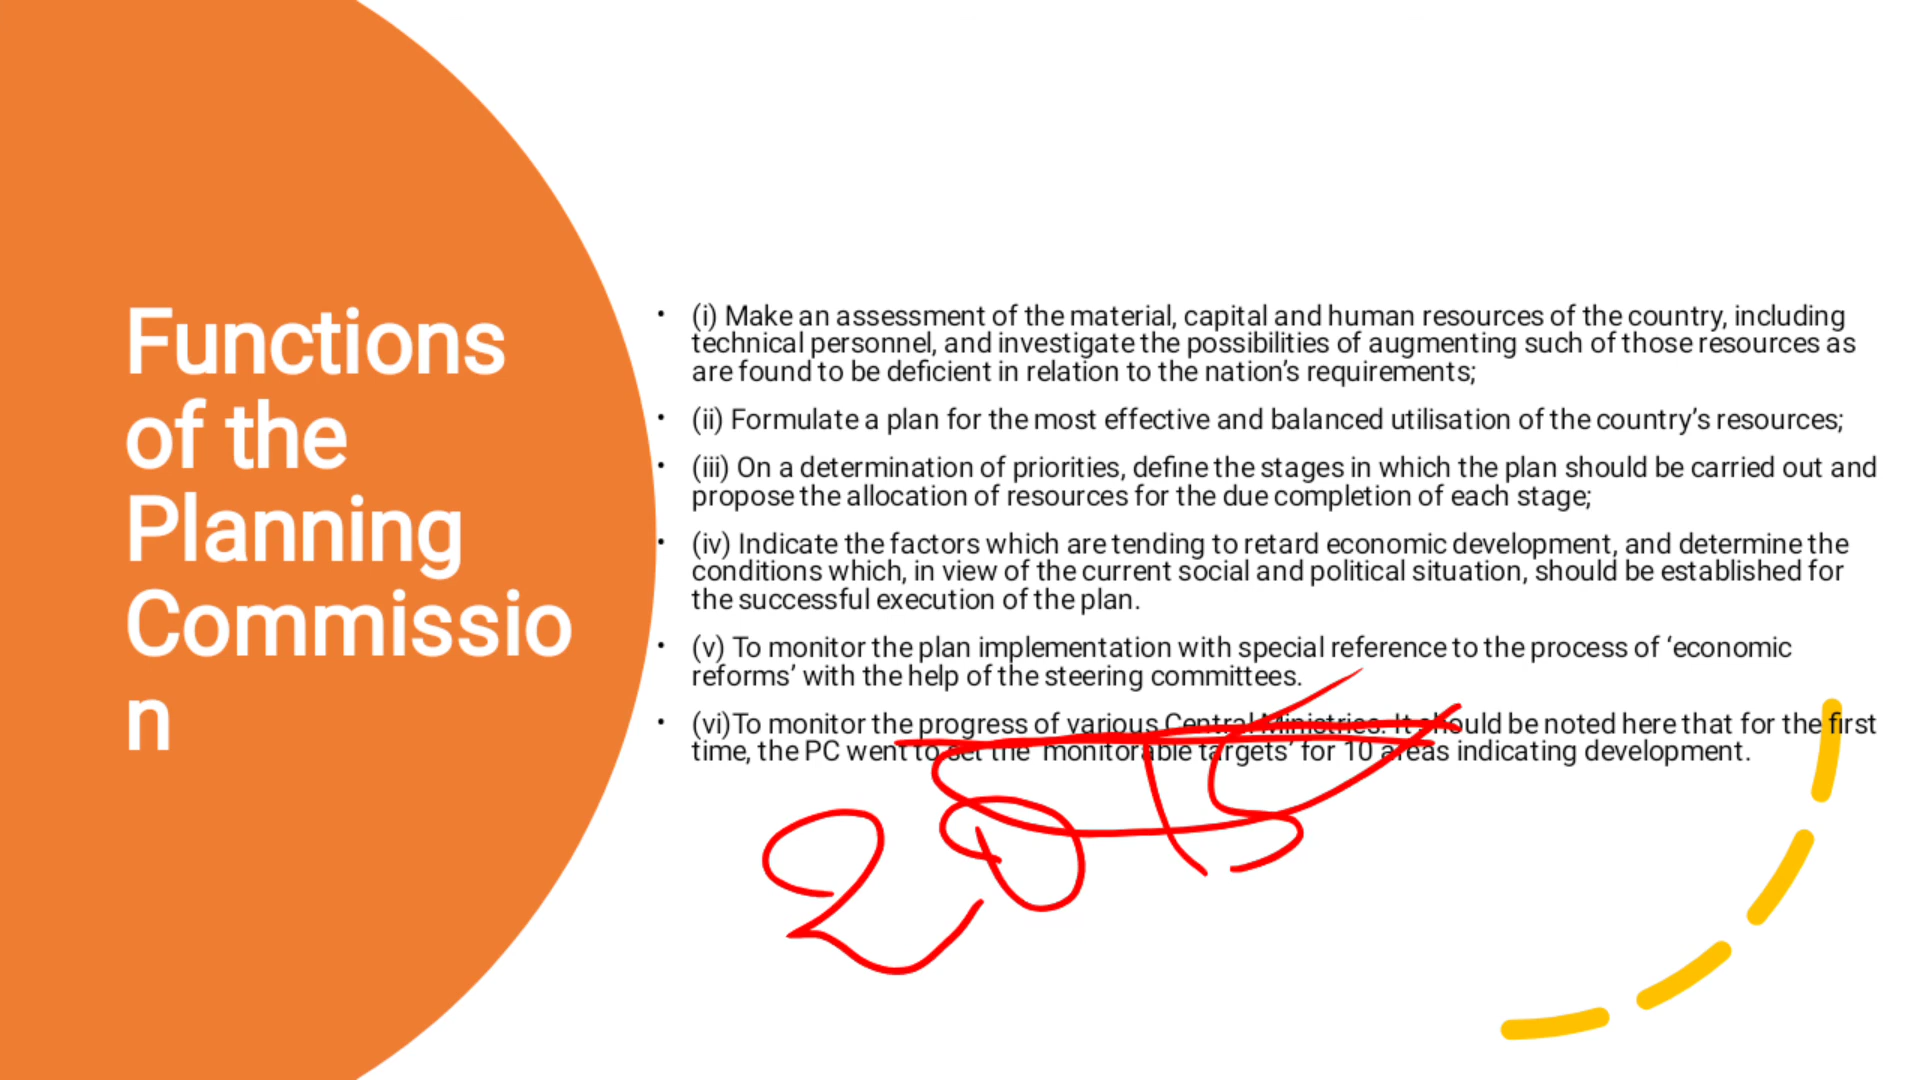 Functions
of the
Planning
Commissio
n
• (i) Make an assessment of the material, capital and human resources of the country, including
technical personnel, and investigate the possibilities of augmenting such of those resources as
are found to be deficient in relation to the nation’s requirements;
• (ii) Formulate a plan for the most effective and balanced utilisation of the country’s resources;
• (iii) On a determination of priorities, define the stages in which the plan should be carried out and
propose the allocation of resources for the due completion of each stage;
• (iv) Indicate the factors which are tending to retard economic development, and determine the
conditions which, in view of the current social and political situation, should be established for
the successful execution of the plan.
• (v) To monitor the plan implementation with special reference to the process of ‘economic
reforms’ with the help of the steering committees.
• (vi)To monitor the progress of various Central Ministries. It should be noted here that for the first
time, the PC went to set the ‘monitorable targets’ for 10 areas indicating development.
2015